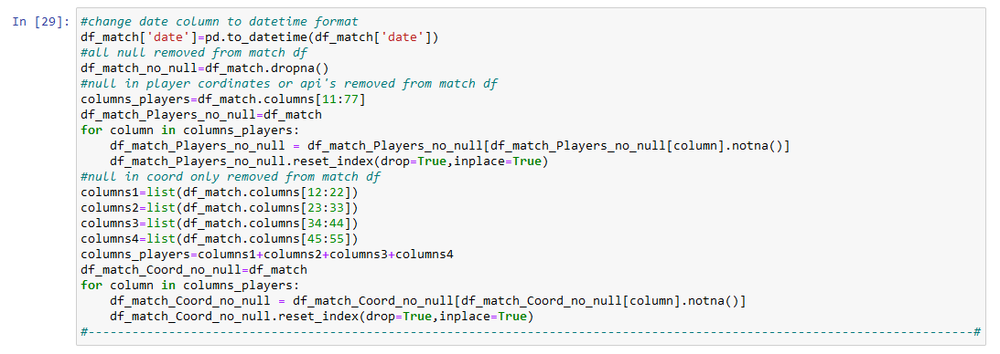 In [29]: #change date column to datetime format
df_match['date']=pd.to_datetime(df_match['date'])
#all null removed from match df
df_match_no_null=df_match.dropna()
#null in player cordinates or api's removed from match df
columns_players=df_match.columns[11:77]
df_match_Players_no_null=df_match
for column in columns_players:
    df_match_Players_no_null = df_match_Players_no_null[df_match_Players_no_null[column].notna()]
    df_match_Players_no_null.reset_index(drop=True,inplace=True)
#null in coord only removed from match df
columns1=list(df_match.columns[12:22])
columns2=list(df_match.columns[23:33])
columns3=list(df_match.columns[34:44])
columns4=list(df_match.columns[45:55])
columns_players=columns1+columns2+columns3+columns4
df_match_Coord_no_null=df_match
for column in columns_players:
    df_match_Coord_no_null = df_match_Coord_no_null[df_match_Coord_no_null[column].notna()]
    df_match_Coord_no_null.reset_index(drop=True,inplace=True)
#-------------------------------------------------------------------------------------------------------------------------#